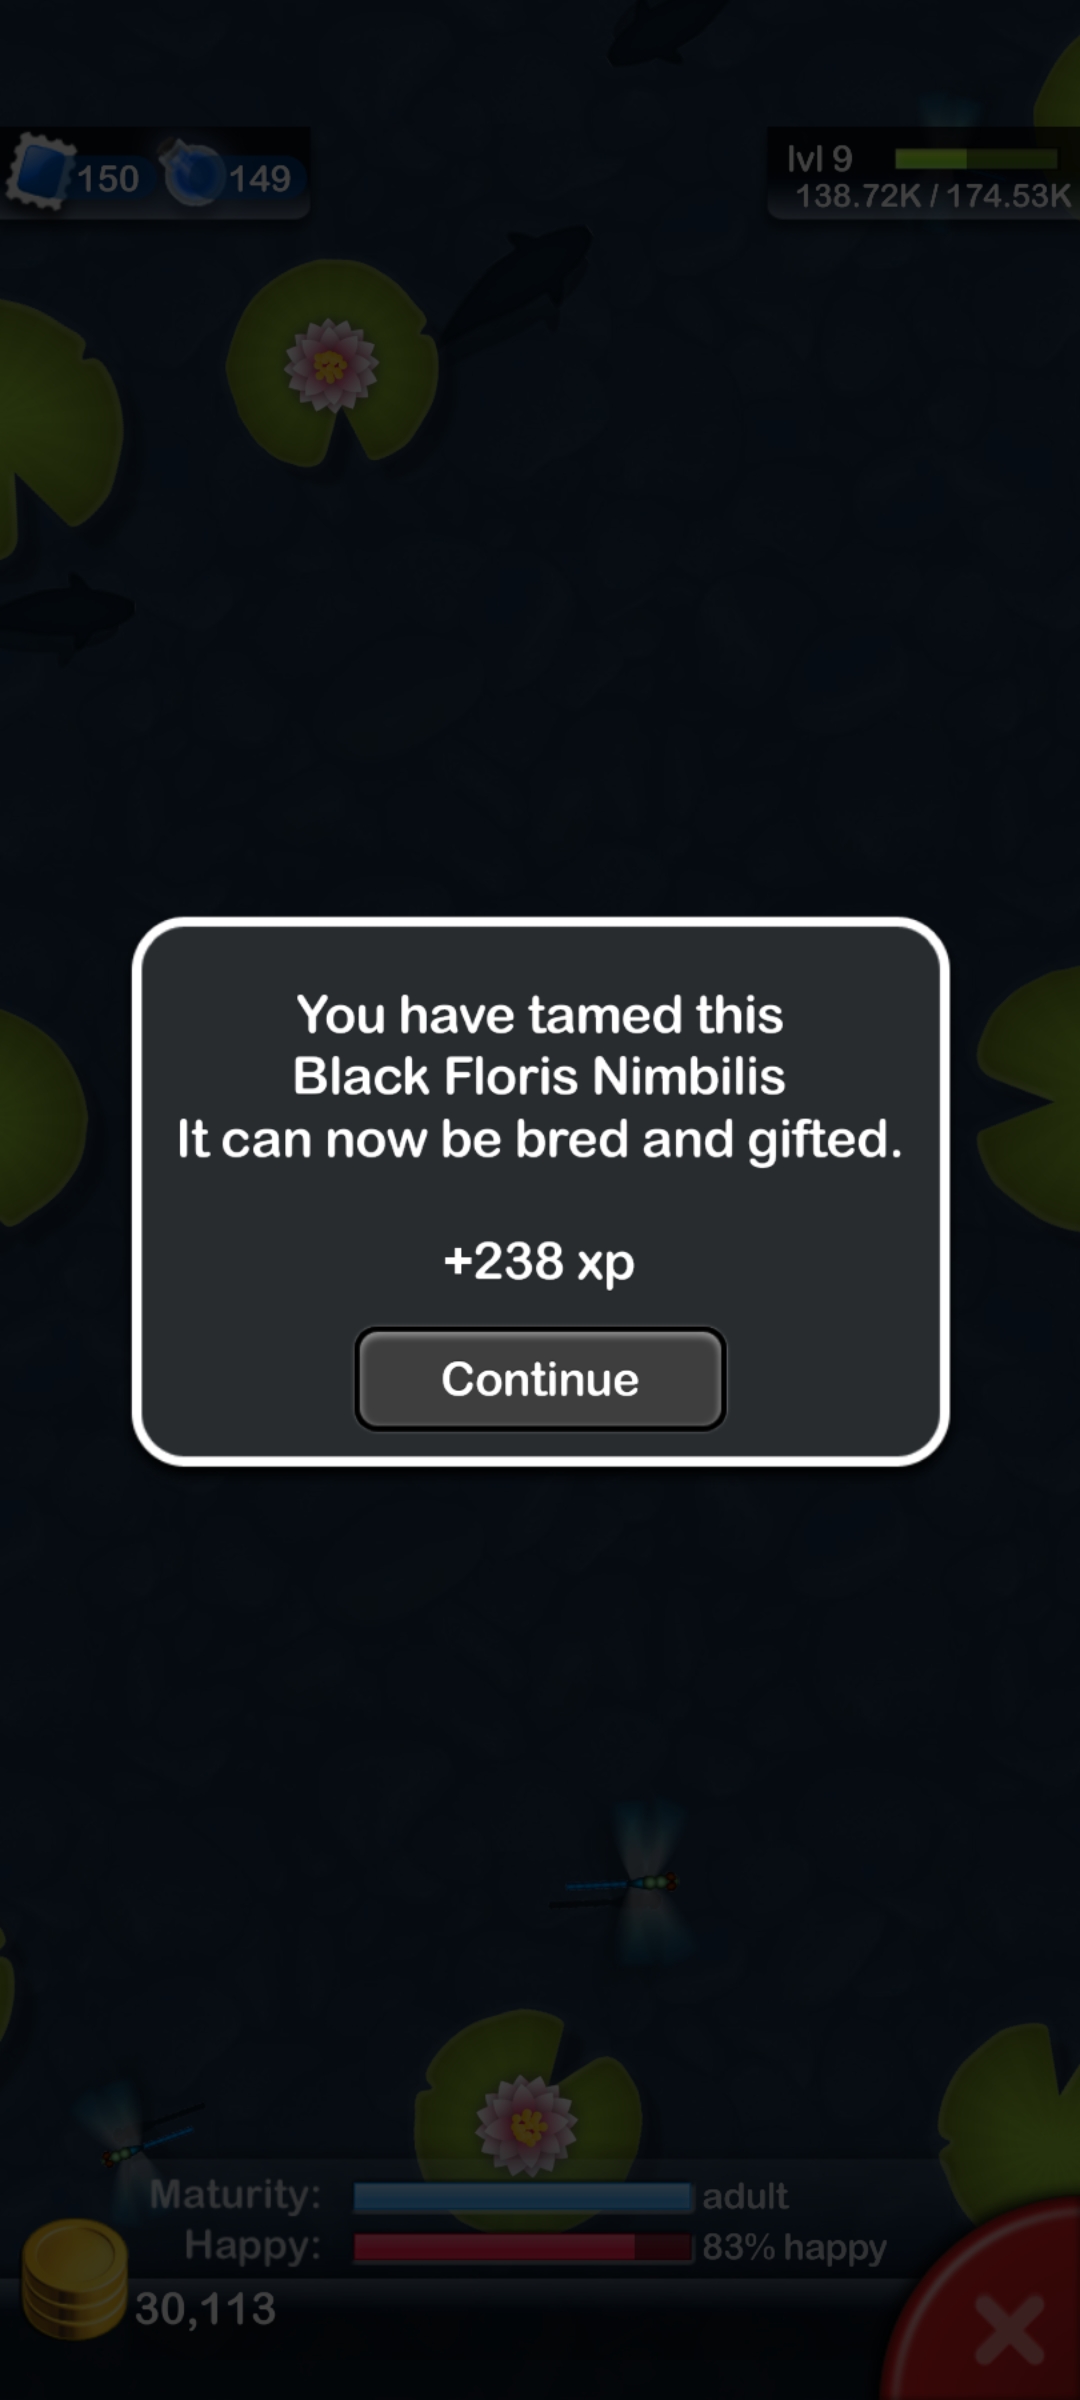 150 149
lvl 9
138.72K / 174.53K
You have tamed this
Black Floris Nimbilis
It can now be bred and gifted.
+238 xp
Continue
Maturity: adult
Happy: 83% happy
30,113